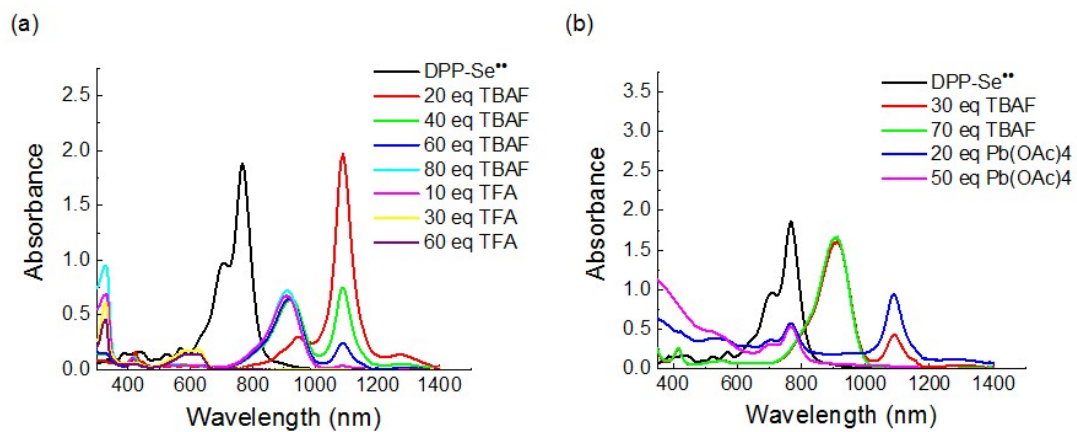 (a)
DPP-Se••
20 eq TBAF
40 eq TBAF
60 eq TBAF
80 eq TBAF
10 eq TFA
30 eq TFA
60 eq TFA
Absorbance
2.5
2.0
1.5
1.0
0.5
0.0
400 600 800 1000 1200 1400
Wavelength (nm)
(b)
DPP-Se••
30 eq TBAF
70 eq TBAF
20 eq Pb(OAc)4
50 eq Pb(OAc)4
Absorbance
3.5
3.0
2.5
2.0
1.5
1.0
0.5
0.0
400 600 800 1000 1200 1400
Wavelength (nm)